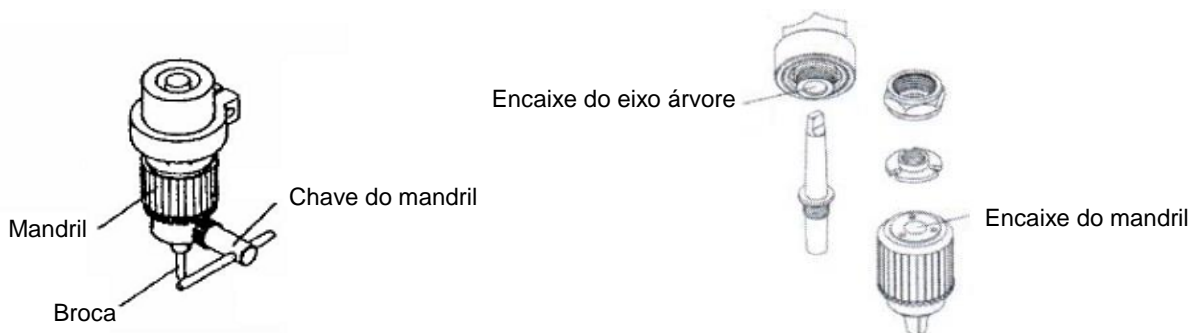 Mandril
Chave do mandril
Broca
Encaixe do eixo árvore
Encaixe do mandril